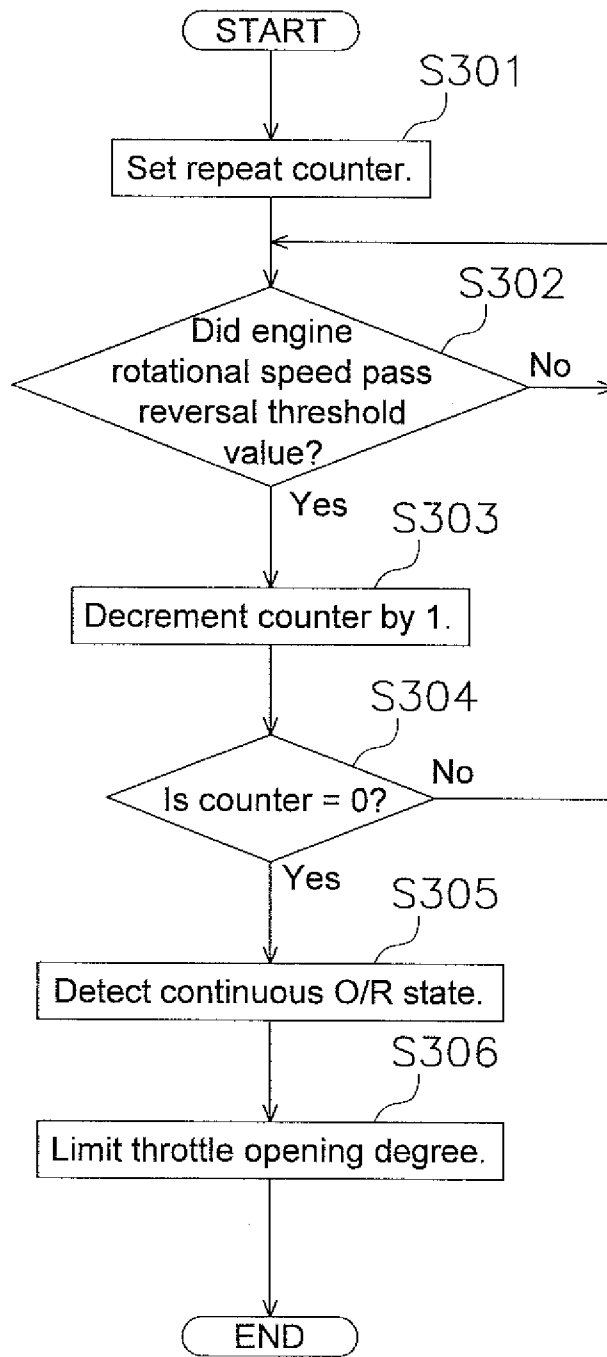 START
S301
Set repeat counter.
S302
Did engine
rotational speed pass
reversal threshold
value?
No
Yes
S303
Decrement counter by 1.
S304
Is counter = 0?
No
Yes
S305
Detect continuous O/R state.
S306
Limit throttle opening degree.
END